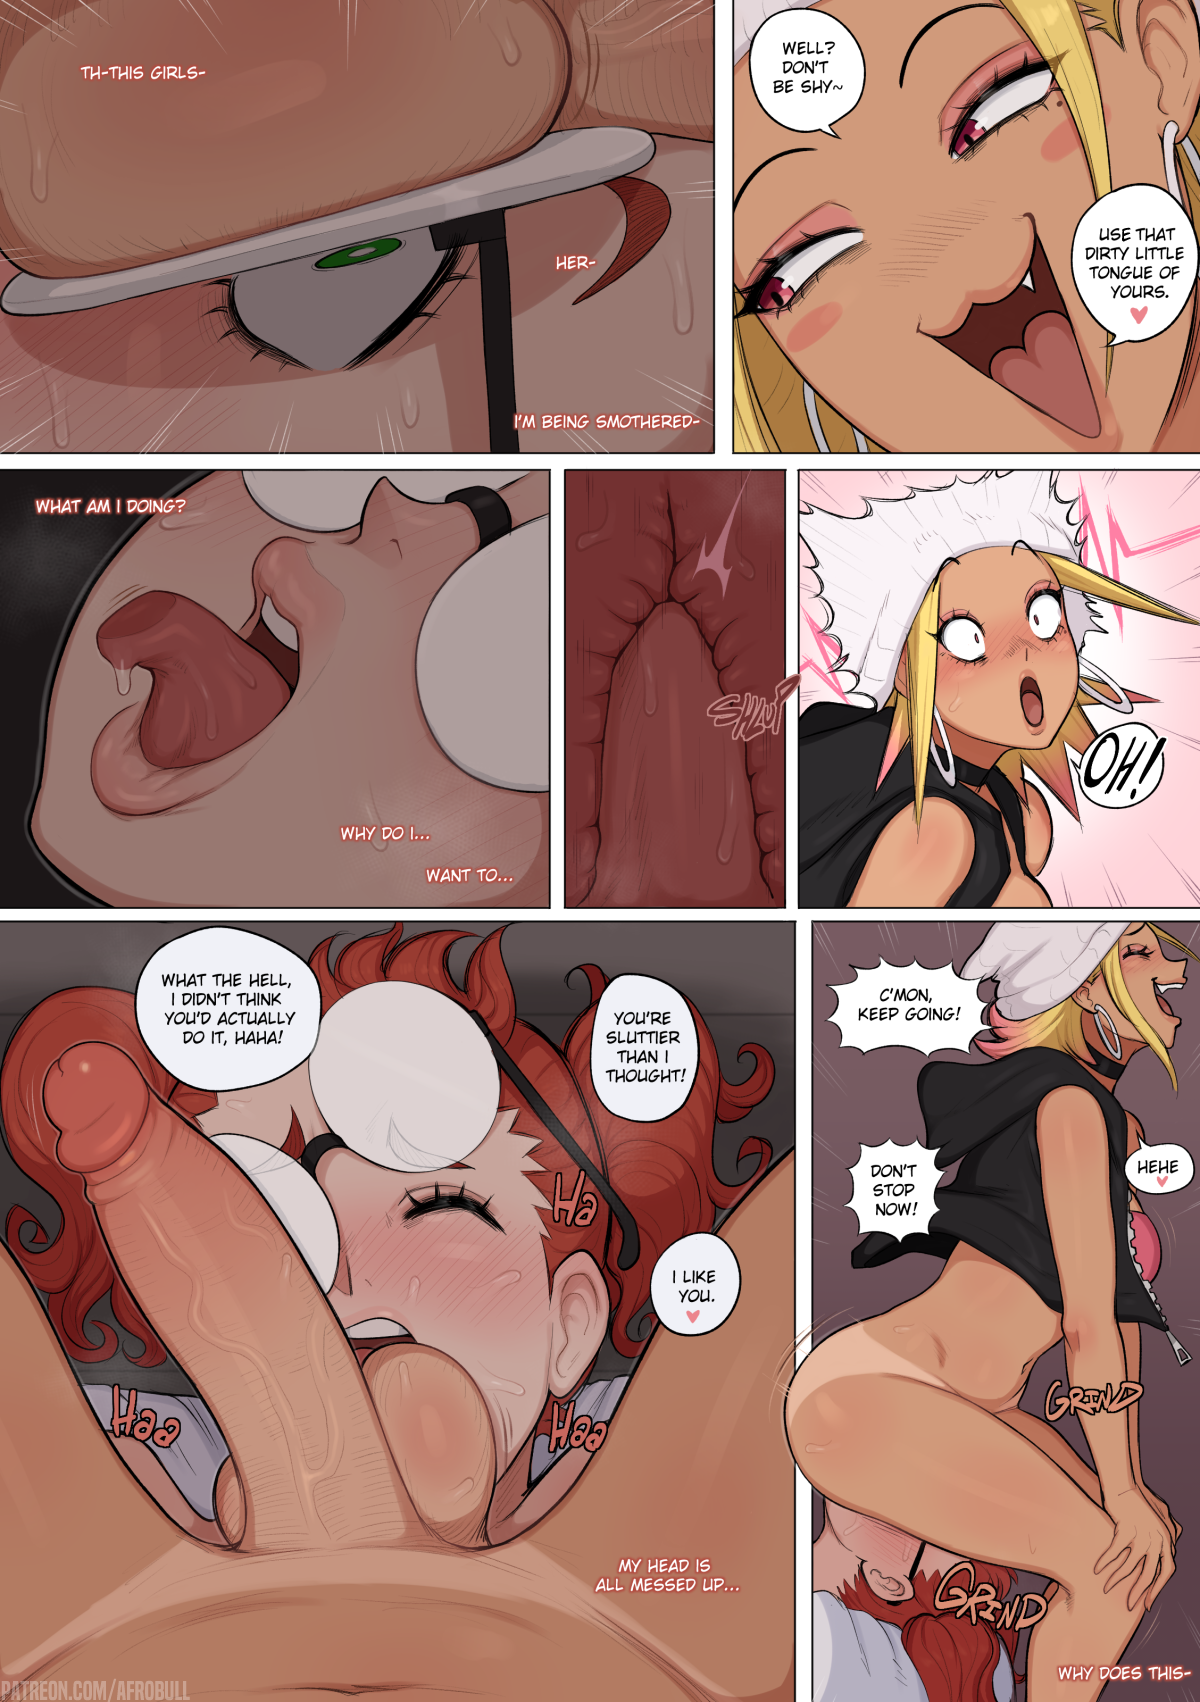 TH-THIS GIRLS-
HER-
I'M BEING SMOTHERED-
WELL?
DON'T
BE SHY~
USE THAT
DIRTY LITTLE
TONGUE OF
YOURS.
WHAT AM I DOING?
WHY DO I...
WANT TO...
SHLUP
OH!
WHAT THE HELL,
I DIDN'T THINK
YOU'D ACTUALLY
DO IT, HAHA!
YOU'RE
SLUTTIER
THAN I
THOUGHT!
HA
I LIKE
YOU.
HAA
HAA
MY HEAD IS
ALL MESSED UP...
PATREON.COM/AFROBULL
C'MON,
KEEP GOING!
DON'T
STOP
NOW!
HEHE
GRIND
GRIND
WHY DOES THIS-